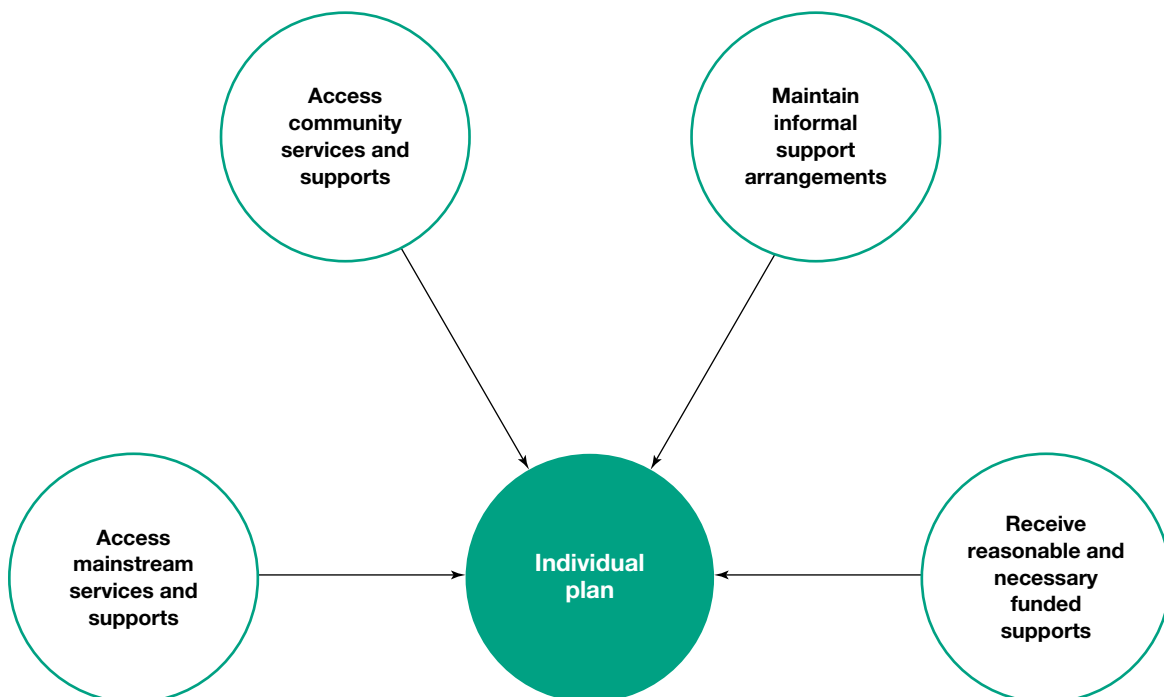 Access
community
services and
supports
Maintain
informal
support
arrangements
Access
mainstream
services and
supports
Individual
plan
Receive
reasonable and
necessary
funded
supports